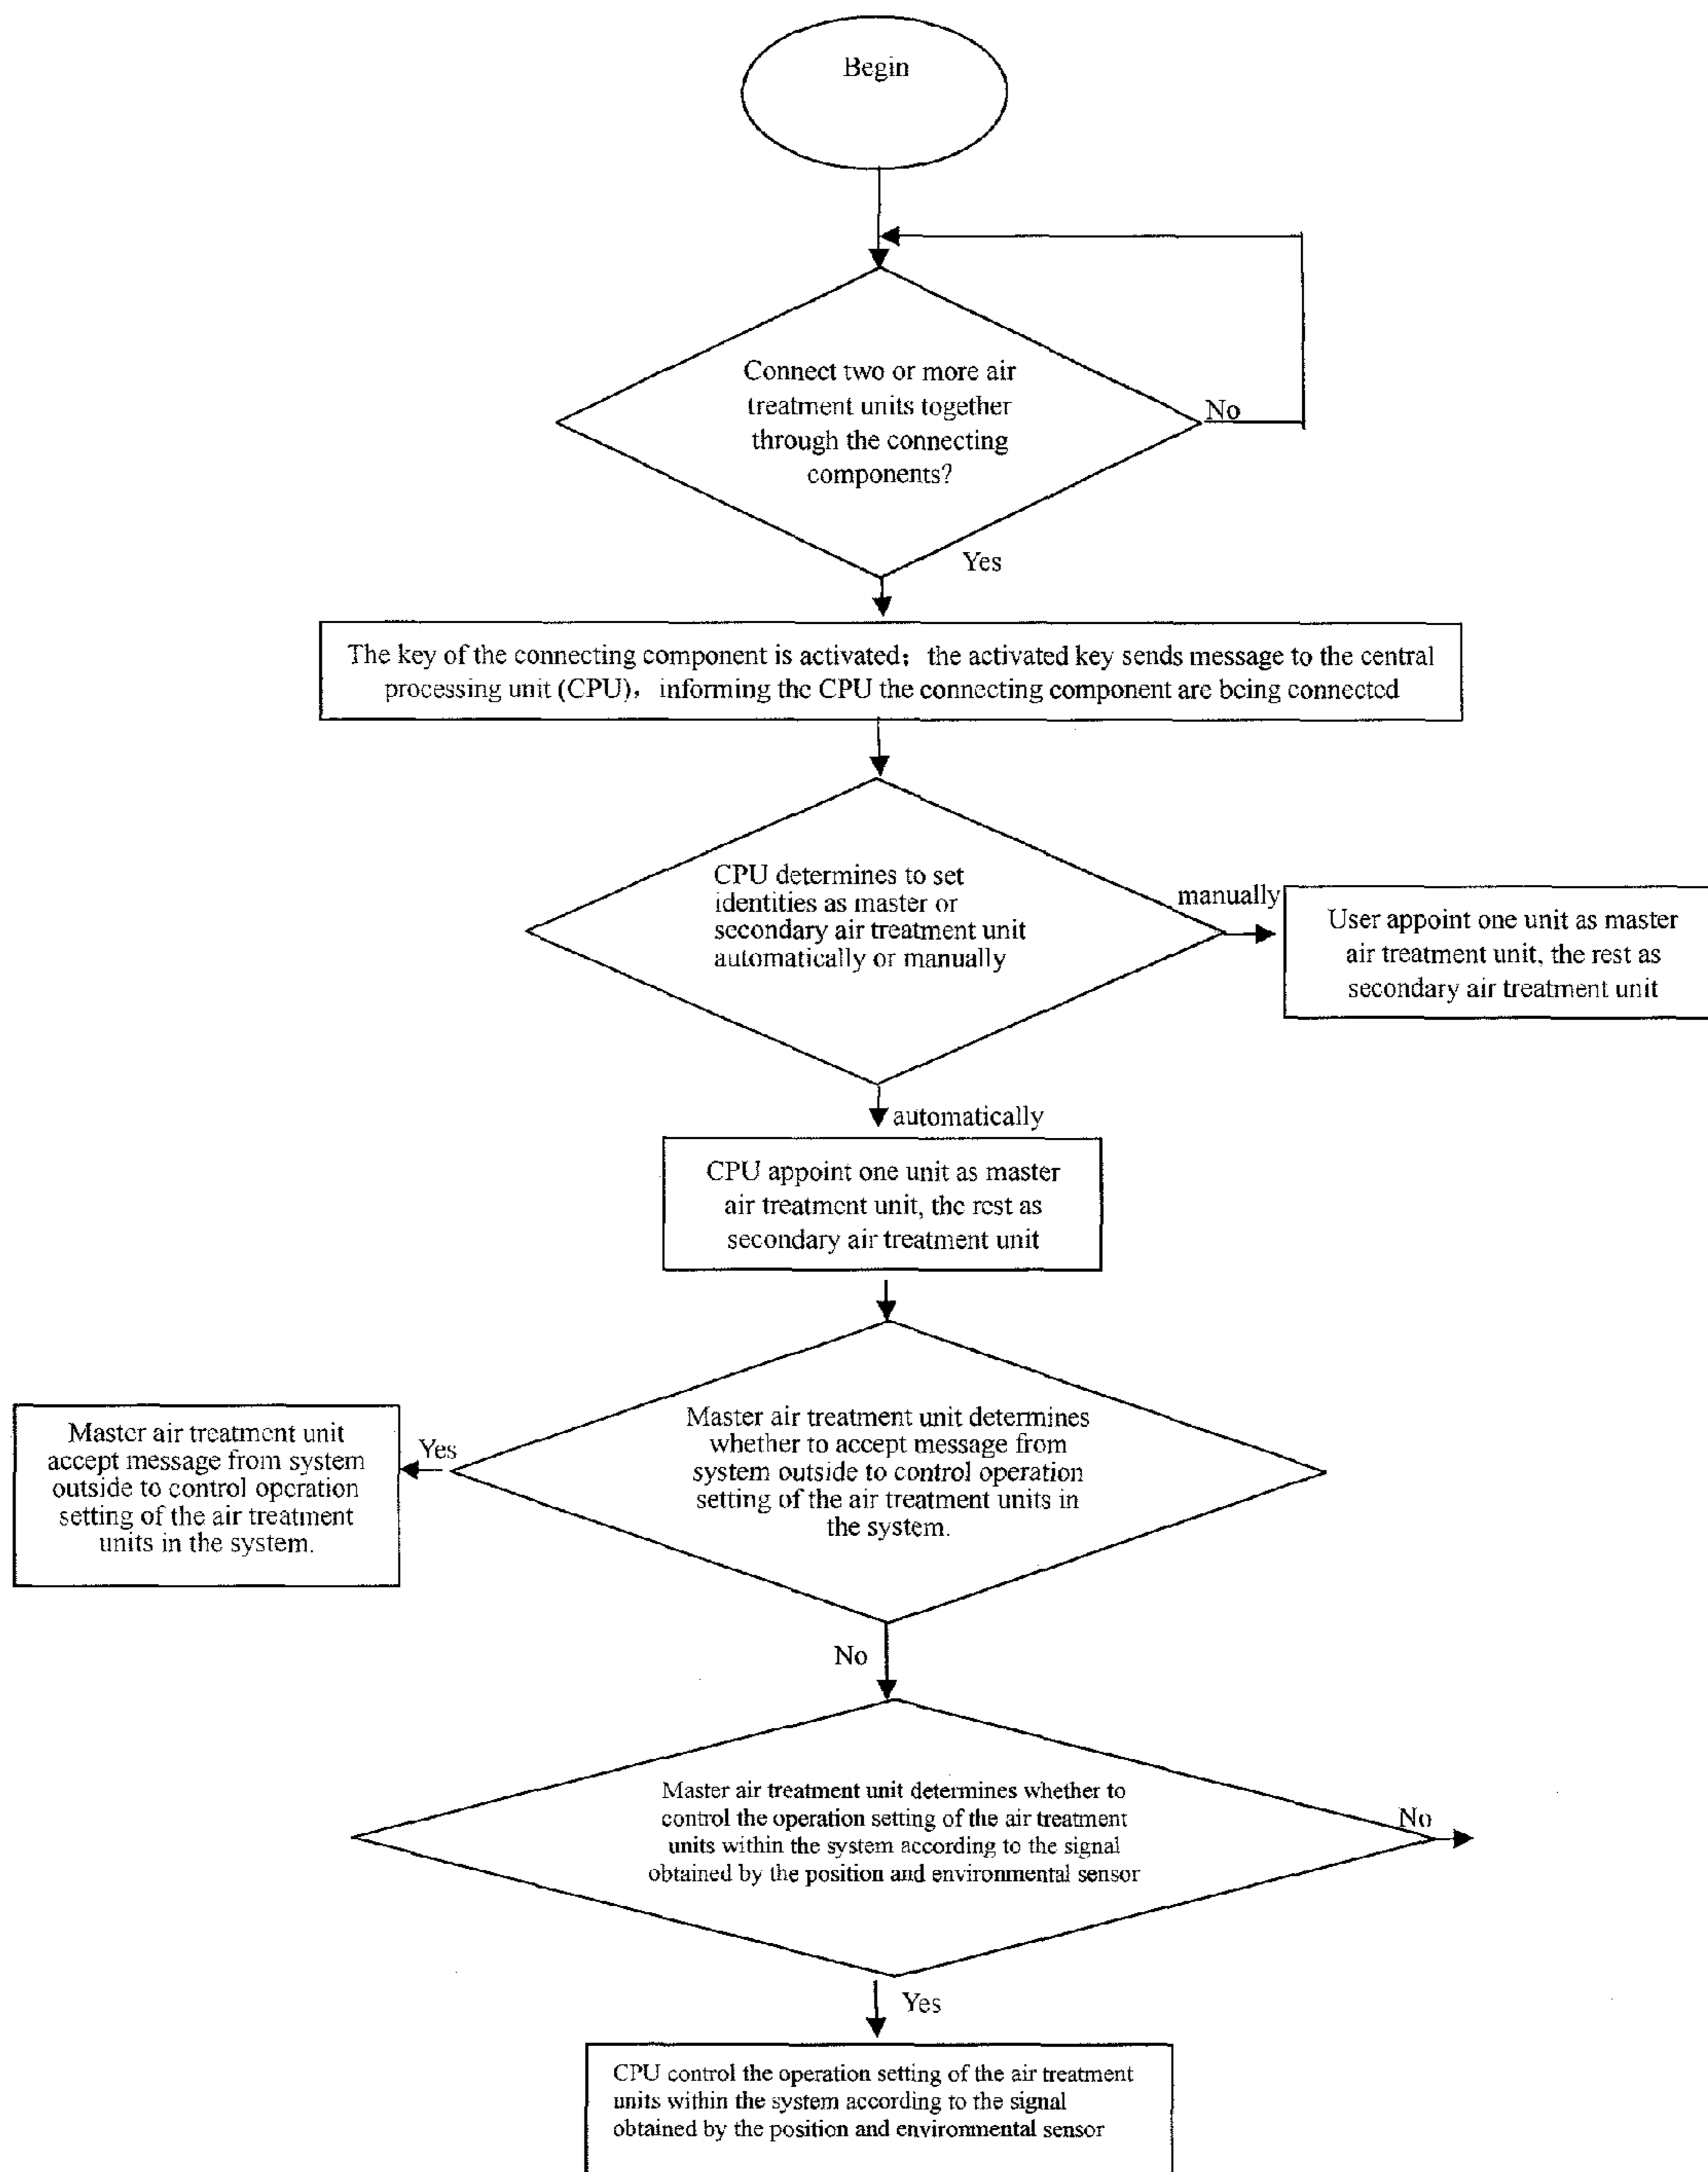 Begin
Connect two or more air
treatment units together
through the connecting
components?
No
Yes
The key of the connecting component is activated; the activated key sends message to the central
processing unit (CPU), informing the CPU the connecting component are being connected
CPU determines to set
identities as master or
secondary air treatment unit
automatically or manually
manually
User appoint one unit as master
air treatment unit, the rest as
secondary air treatment unit
automatically
CPU appoint one unit as master
air treatment unit, the rest as
secondary air treatment unit
Master air treatment unit determines
whether to accept message from
system outside to control operation
setting of the air treatment units in
the system.
Yes
Master air treatment unit
accept message from system
outside to control operation
setting of the air treatment
units in the system.
No
Master air treatment unit determines whether to
control the operation setting of the air treatment
units within the system according to the signal
obtained by the position and environmental sensor
No
Yes
CPU control the operation setting of the air treatment
units within the system according to the signal
obtained by the position and environmental sensor